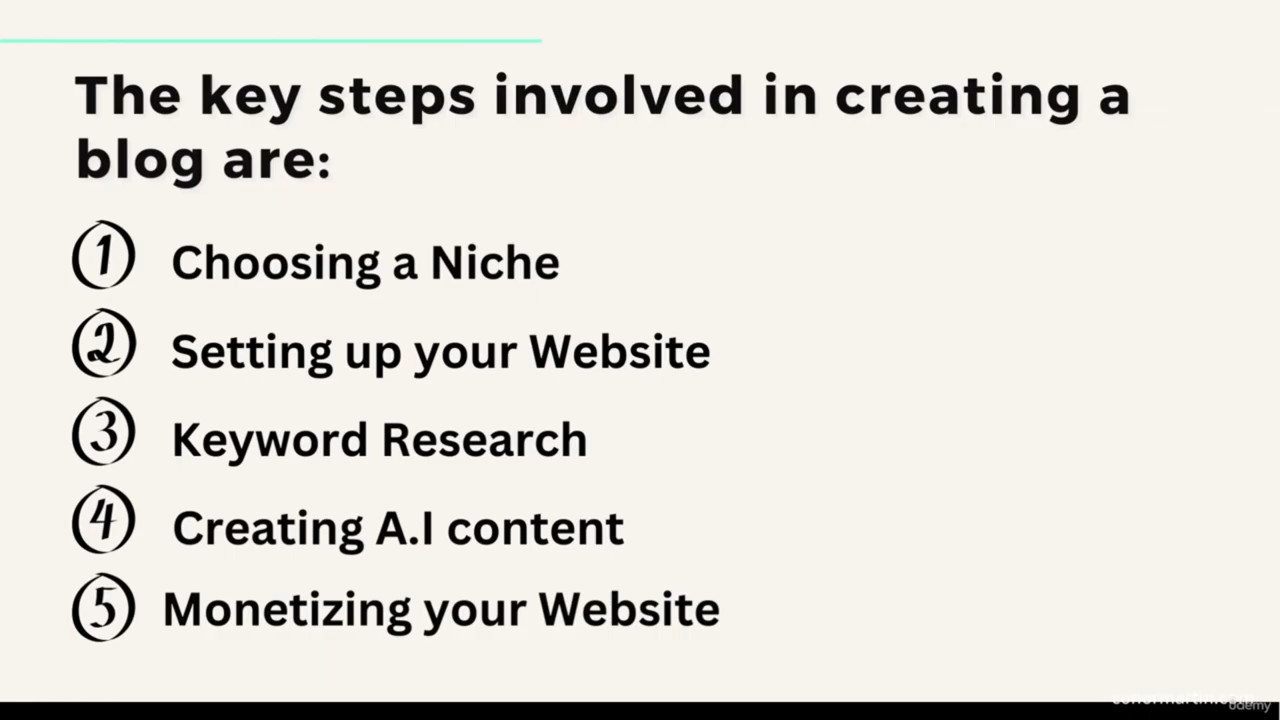 The key steps involved in creating a
blog are:
1 Choosing a Niche
2 Setting up your Website
3 Keyword Research
4 Creating A.I content
5 Monetizing your Website
udemy